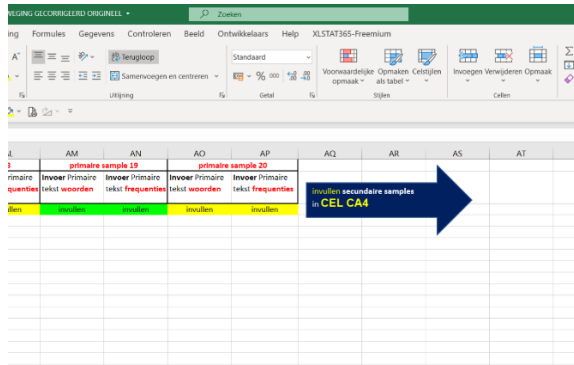 WEGING GECORRIGEERD ORIGINEEL
Zoeken
Formules Gegevens Controleren Beeld Ontwikkelaars Help XLSTAT365-Freemium
Terugloop
Standaard
Samenvoegen en centreren
% 000
Voorwaardelijke opmaak
Opmaken als tabel
Celstijlen
Invoegen Verwijderen Opmaak
Uitlijning Getal Stijlen Cellen
AM AN AO AP AQ AR AS AT
primaire sample 19 primaire sample 20
Invoer Primaire Invoer Primaire Invoer Primaire Invoer Primaire
frequenties tekst woorden tekst frequenties tekst woorden tekst frequenties
invullen invullen invullen invullen
invullen secundaire samples
in CEL CA4